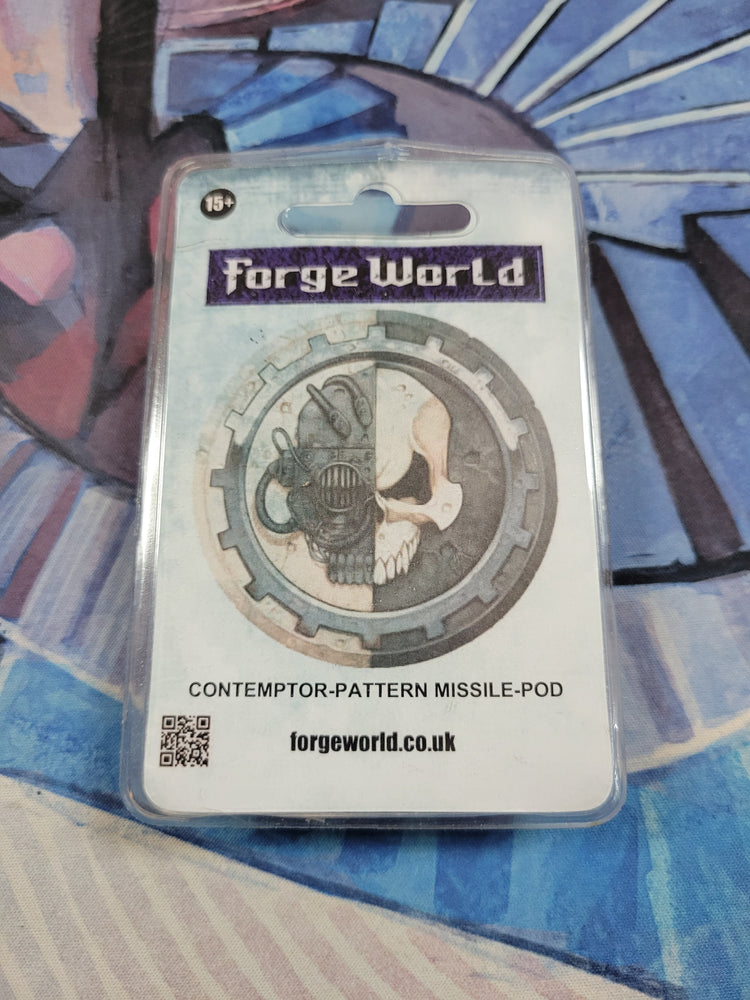 15+
Forge World
CONTEMPTOR-PATTERN MISSILE-POD
forgeworld.co.uk